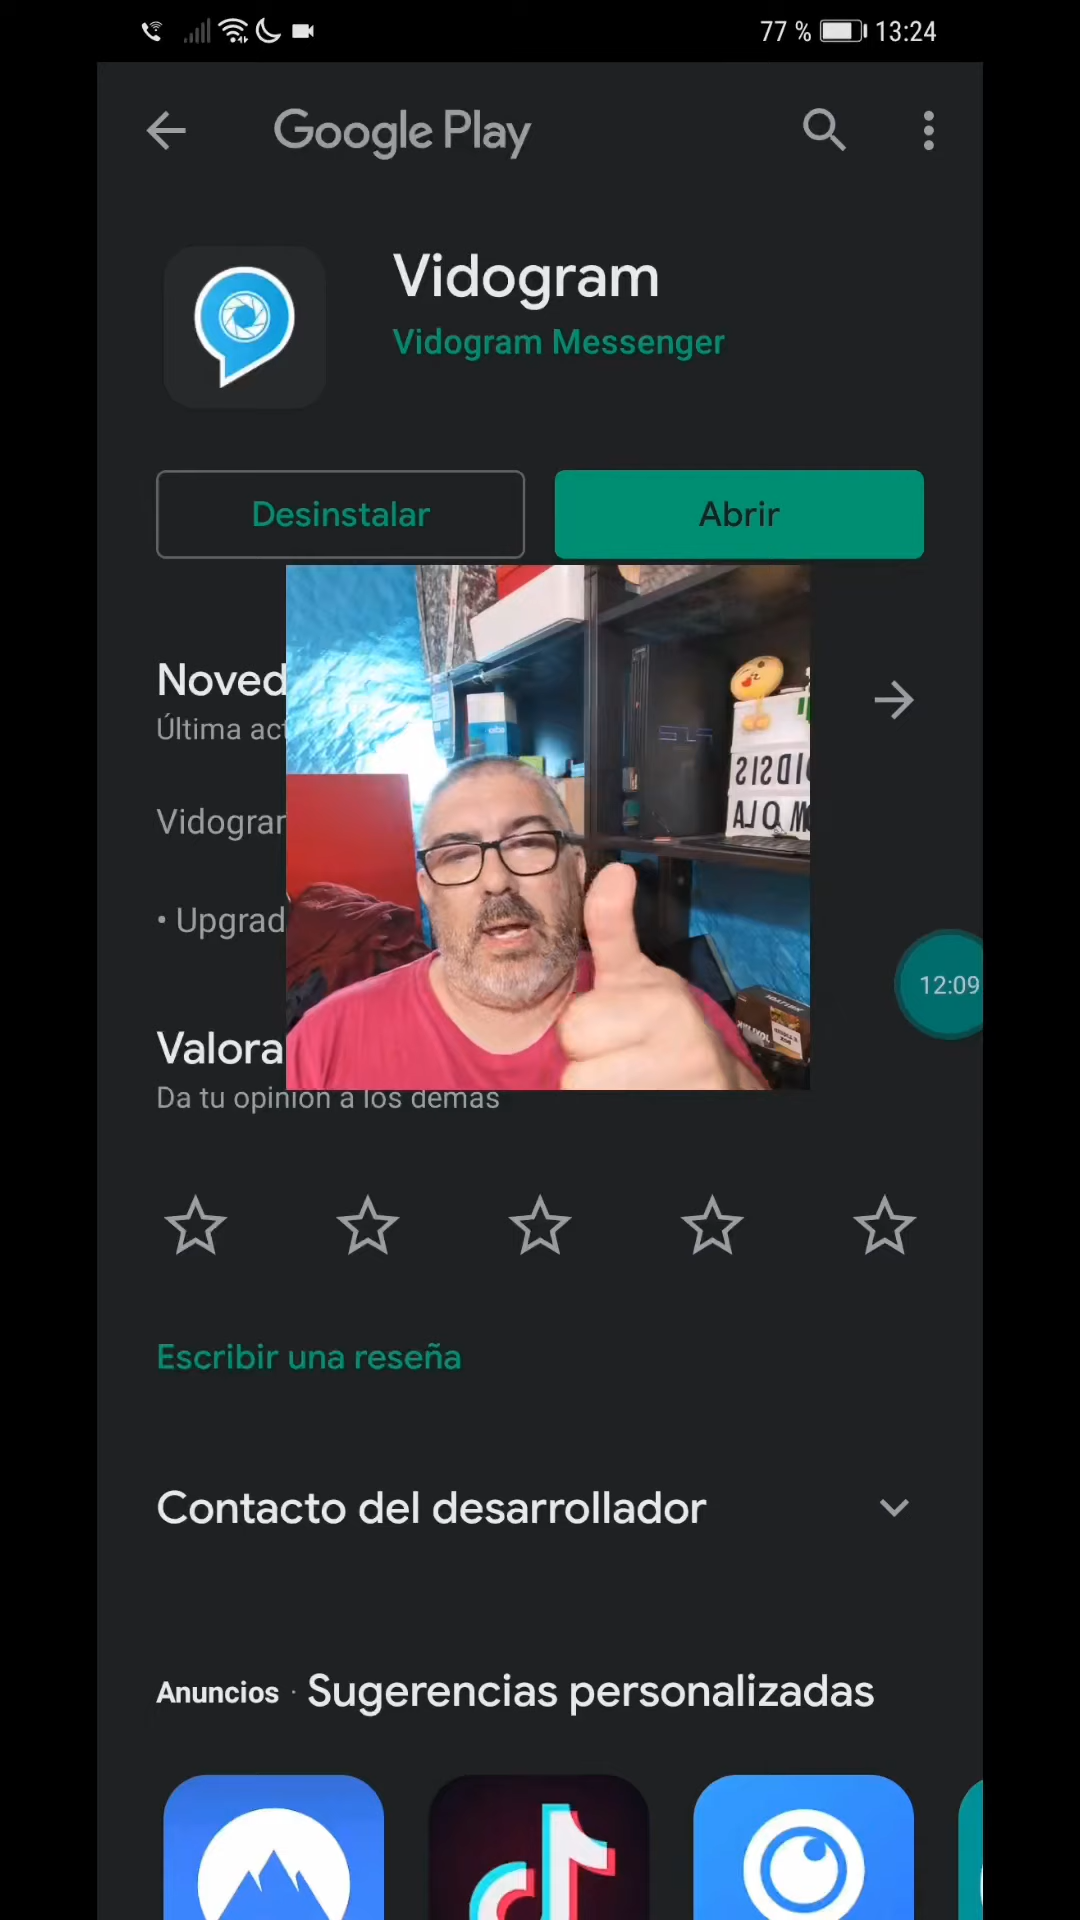 77 % 13:24
Google Play
Vidogram
Vidogram Messenger
Desinstalar
Abrir
Noved
Última act
Vidogram
• Upgrad
12:09
Valora
Da tu opinión a los demás
Escribir una reseña
Contacto del desarrollador
Anuncios · Sugerencias personalizadas